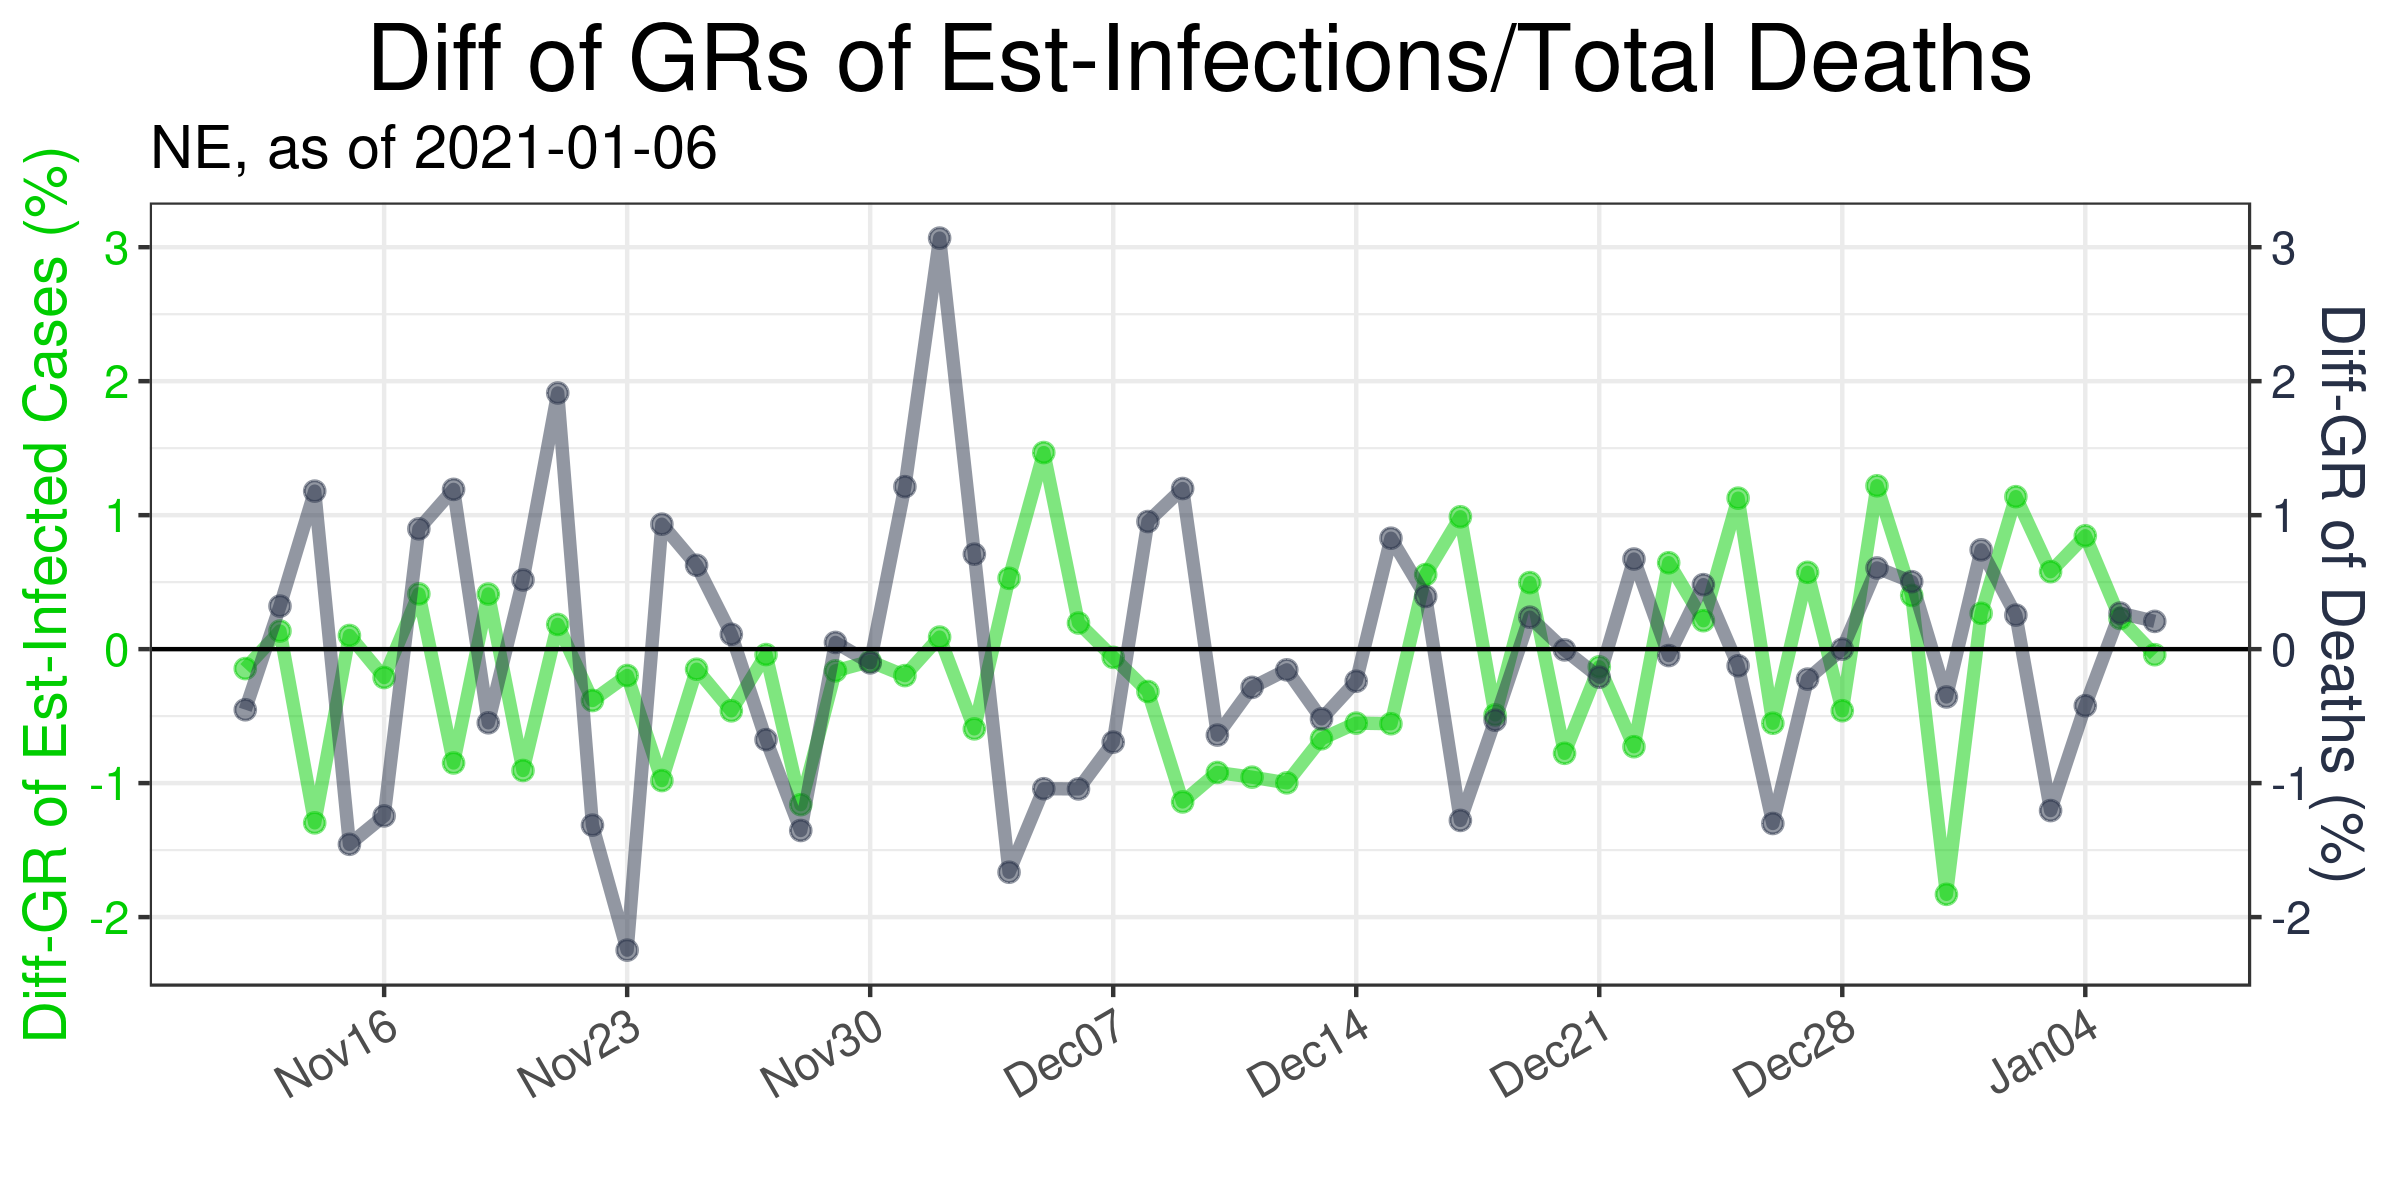 Diff of GRs of Est-Infections/Total Deaths
NE, as of 2021-01-06
Diff-GR of Est-Infected Cases (%)
3
2
1
0
-1
-2
3
2
1
0
-1
-2
Diff-GR of Deaths (%)
Nov16
Nov23
Nov30
Dec07
Dec14
Dec21
Dec28
Jan04